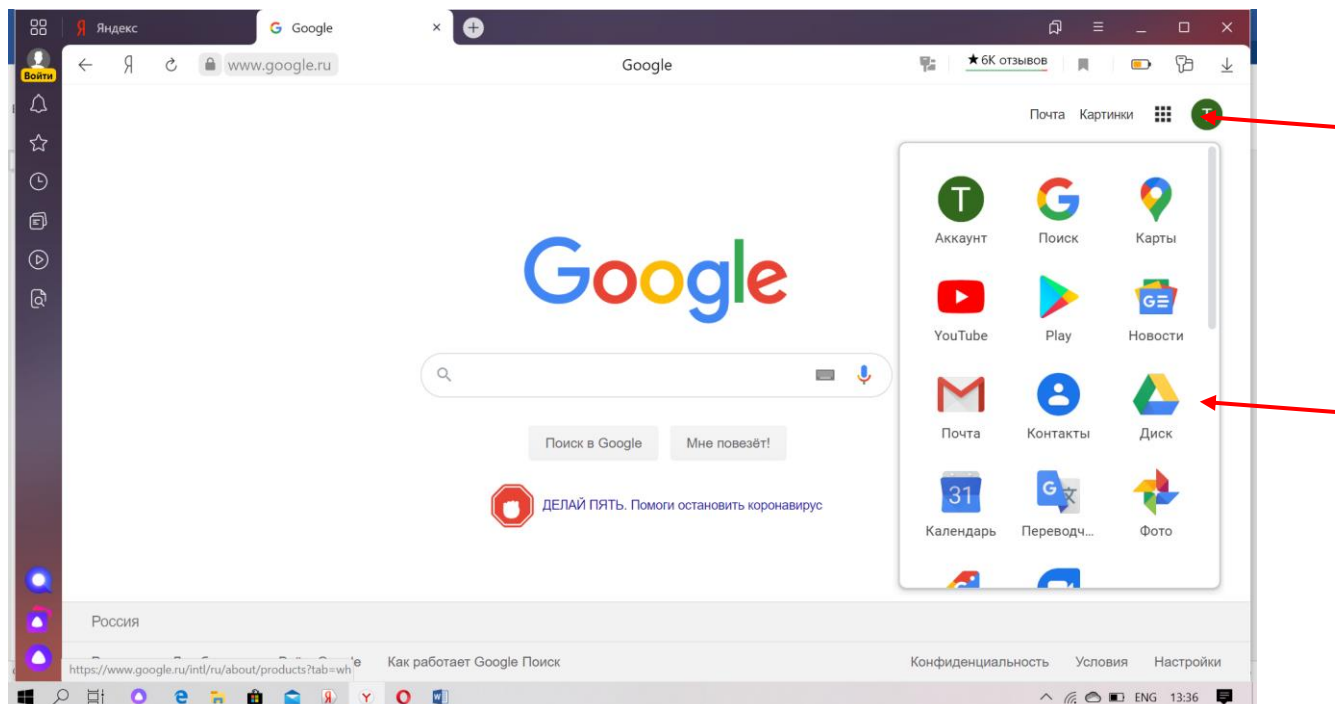 Яндекс
Google
Войти
www.google.ru
Google
★ 6К отзывов
Почта Картинки
T
T
Аккаунт Поиск Карты
YouTube Play Новости
Почта Контакты Диск
31
Календарь Переводч... Фото
Google
Поиск в Google Мне повезёт!
ДЕЛАЙ ПЯТЬ. Помоги остановить коронавирус
Россия
Как работает Google Поиск
Конфиденциальность Условия Настройки
https://www.google.ru/intl/ru/about/products?tab=wh
ENG 13:36